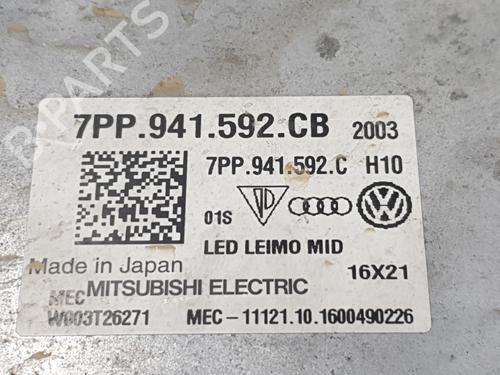 7PP.941.592.CB 2003
7PP.941.592.C H10
01S
LED LEIMO MID
Made in Japan 16X21
MEC MITSUBISHI ELECTRIC
W003T26271 MEC-11121.10.1600490226